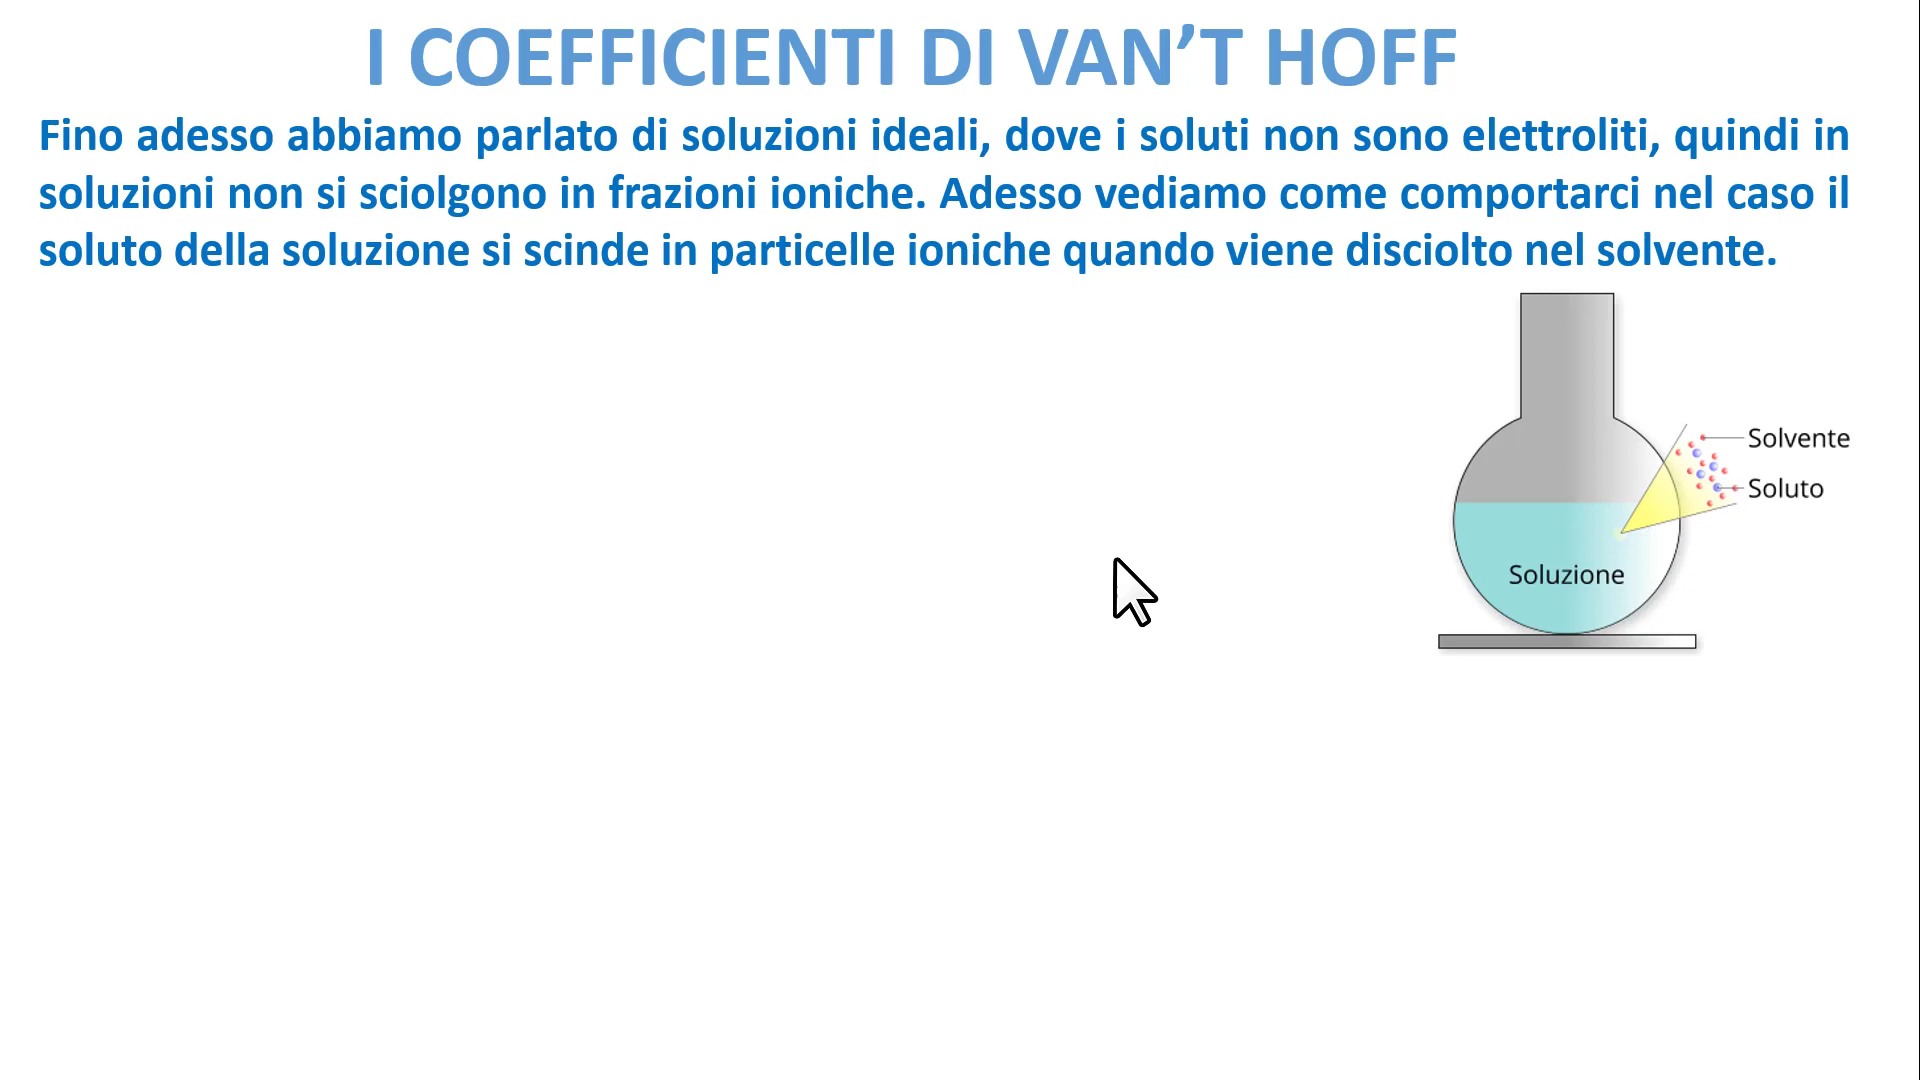 I COEFFICIENTI DI VAN’T HOFF
Fino adesso abbiamo parlato di soluzioni ideali, dove i soluti non sono elettroliti, quindi in
soluzioni non si sciolgono in frazioni ioniche. Adesso vediamo come comportarci nel caso il
soluto della soluzione si scinde in particelle ioniche quando viene disciolto nel solvente.
Solvente
Soluto
Soluzione